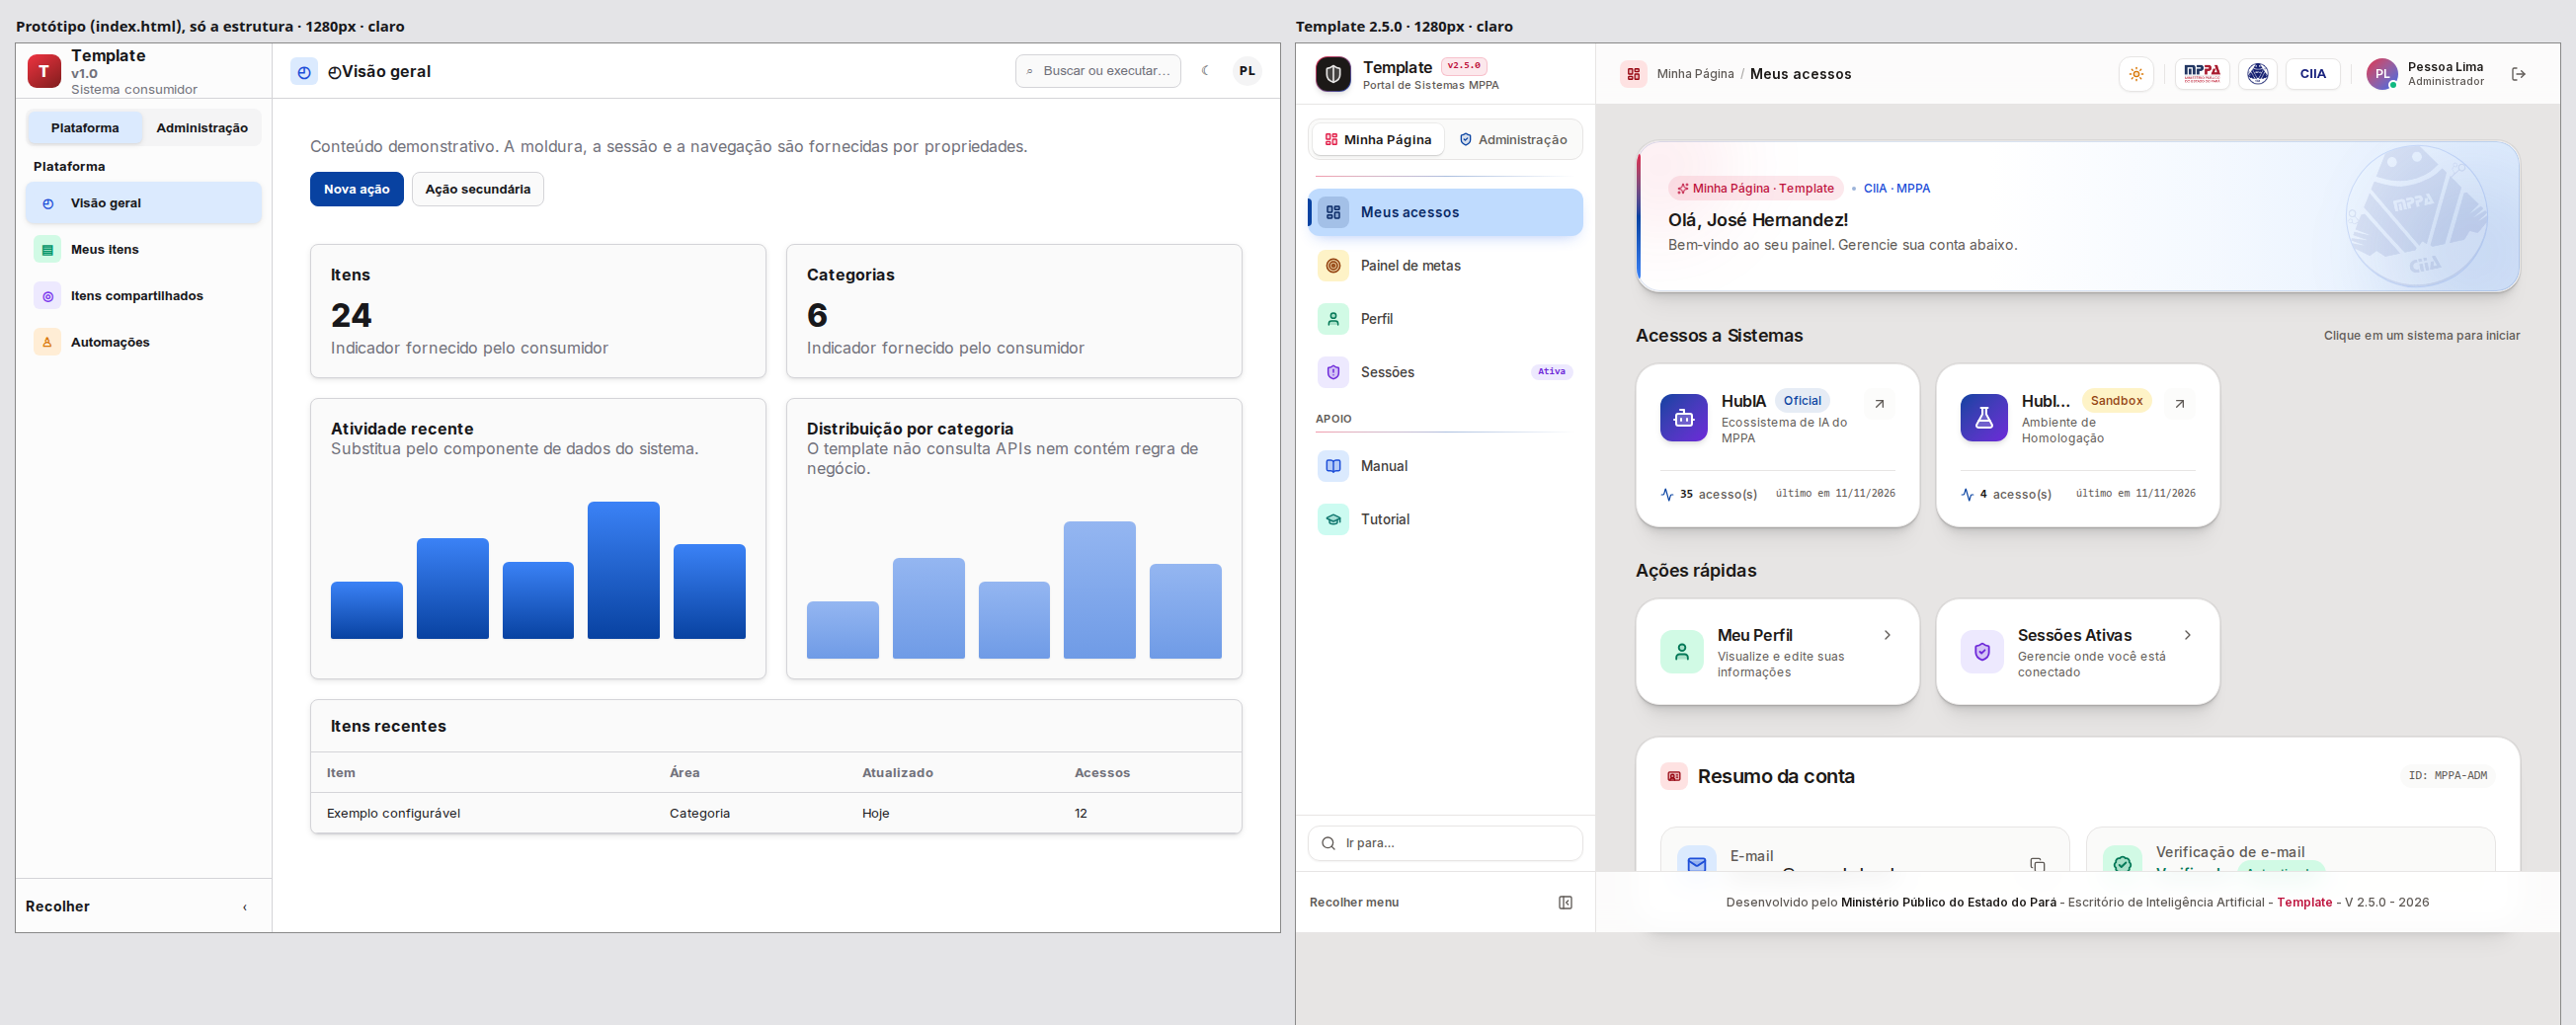 Protótipo (index.html), só a estrutura · 1280px · claro
T
Template
v1.0
Sistema consumidor
Plataforma
Administração
Plataforma
Visão geral
Meus itens
Itens compartilhados
Automações
Recolher
Visão geral
Buscar ou executar...
PL
Conteúdo demonstrativo. A moldura, a sessão e a navegação são fornecidas por propriedades.
Nova ação
Ação secundária
Itens
24
Indicador fornecido pelo consumidor
Categorias
6
Indicador fornecido pelo consumidor
Atividade recente
Substitua pelo componente de dados do sistema.
Distribuição por categoria
O template não consulta APIs nem contém regra de
negócio.
Itens recentes
Item Área Atualizado Acessos
Exemplo configurável Categoria Hoje 12
Template 2.5.0 · 1280px · claro
Template v2.5.0
Portal de Sistemas MPPA
Minha Página
Administração
Meus acessos
Painel de metas
Perfil
Sessões Ativa
APOIO
Manual
Tutorial
Ir para...
Recolher menu
Minha Página / Meus acessos
MPPA
CIIA
PL
Pessoa Lima
Administrador
Minha Página · Template • CIIA · MPPA
Olá, José Hernandez!
Bem-vindo ao seu painel. Gerencie sua conta abaixo.
MPPA
CiiA
Acessos a Sistemas
Clique em um sistema para iniciar
HubIA Oficial
Ecossistema de IA do
MPPA
35 acesso(s) último em 11/11/2026
HubI... Sandbox
Ambiente de
Homologação
4 acesso(s) último em 11/11/2026
Ações rápidas
Meu Perfil
Visualize e edite suas
informações
Sessões Ativas
Gerencie onde você está
conectado
Resumo da conta
ID: MPPA-ADM
E-mail
Verificação de e-mail
Desenvolvido pelo Ministério Público do Estado do Pará - Escritório de Inteligência Artificial - Template - V 2.5.0 - 2026